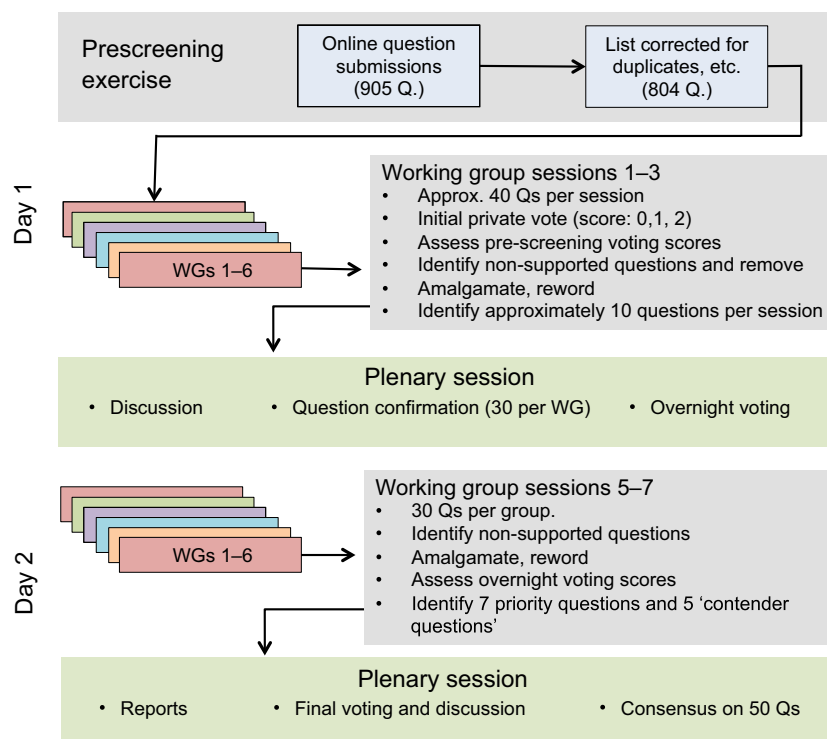 Prescreening
exercise
Online question
submissions
(905 Q.)
List corrected for
duplicates, etc.
(804 Q.)
Day 1
WGs 1–6
Working group sessions 1–3
• Approx. 40 Qs per session
• Initial private vote (score: 0,1, 2)
• Assess pre-screening voting scores
• Identify non-supported questions and remove
• Amalgamate, reword
• Identify approximately 10 questions per session
Plenary session
• Discussion
• Question confirmation (30 per WG)
• Overnight voting
Day 2
WGs 1–6
Working group sessions 5–7
• 30 Qs per group.
• Identify non-supported questions
• Amalgamate, reword
• Assess overnight voting scores
• Identify 7 priority questions and 5 ‘contender
questions’
Plenary session
• Reports
• Final voting and discussion
• Consensus on 50 Qs